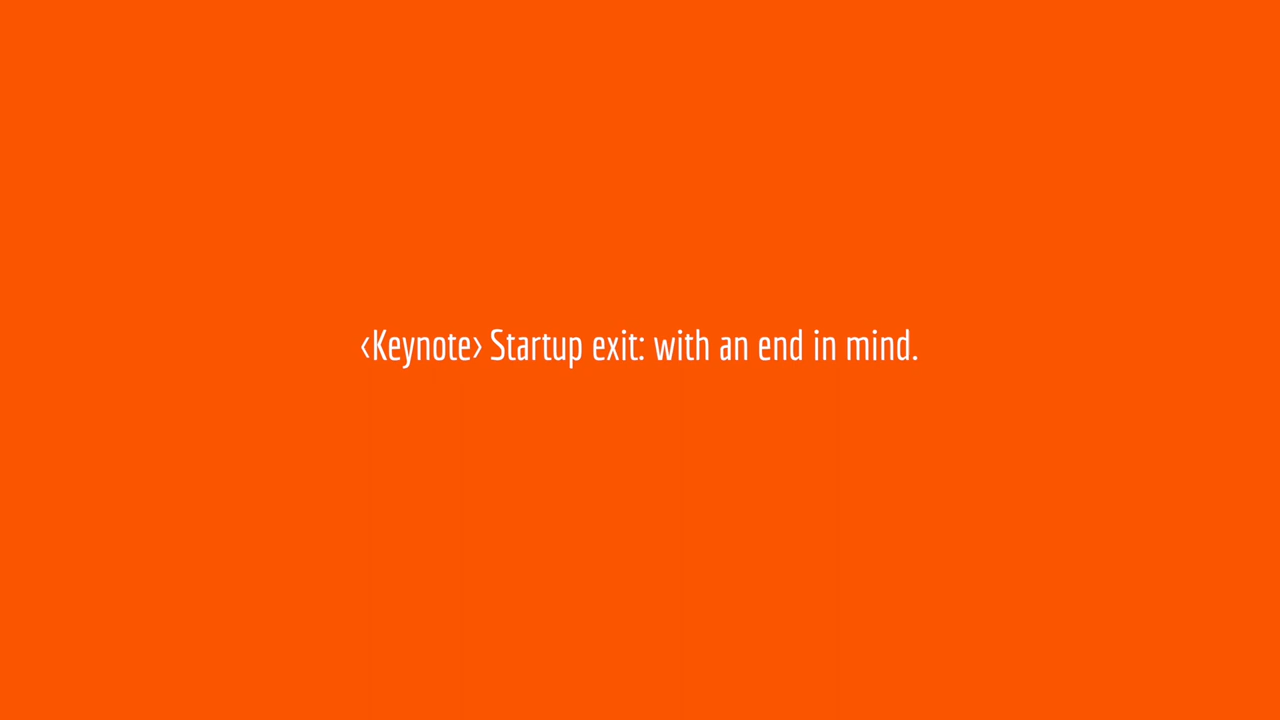 ‹Keynote› Startup exit: with an end in mind.